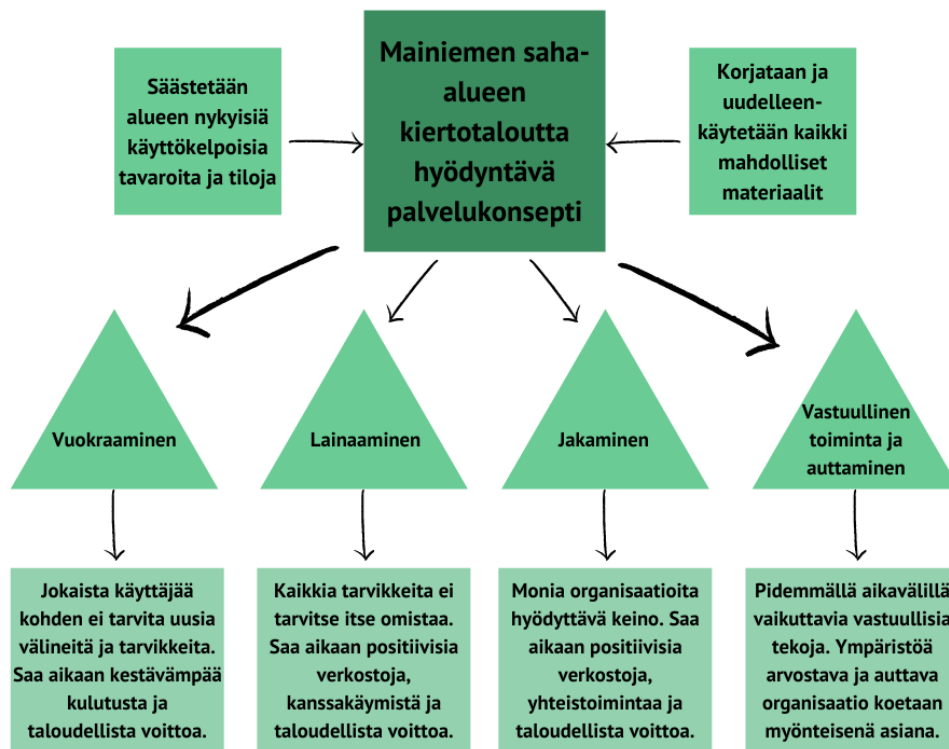 Säästetään
alueen nykyisiä
käyttökelpoisia
tavaroita ja tiloja
Mainiemen saha-
alueen
kiertotaloutta
hyödyntävä
palvelukonsepti
Korjataan ja
uudelleen-
käytetään kaikki
mahdolliset
materiaalit
Vuokraaminen
Lainaaminen
Jakaminen
Vastuullinen
toiminta ja
auttaminen
Jokaista käyttäjää
kohden ei tarvita uusia
välineitä ja tarvikkeita.
Saa aikaan kestävämpää
kulutusta ja
taloudellista voittoa.
Kaikkia tarvikkeita ei
tarvitse itse omistaa.
Saa aikaan positiivisia
verkostoja,
kanssakäymistä ja
taloudellista voittoa.
Monia organisaatioita
hyödyttävä keino. Saa
aikaan positiivisia
verkostoja,
yhteistoimintaa ja
taloudellista voittoa.
Pidemmällä aikavälillä
vaikuttavia vastuullisia
tekoja. Ympäristöä
arvostava ja auttava
organisaatio koetaan
myönteisenä asiana.